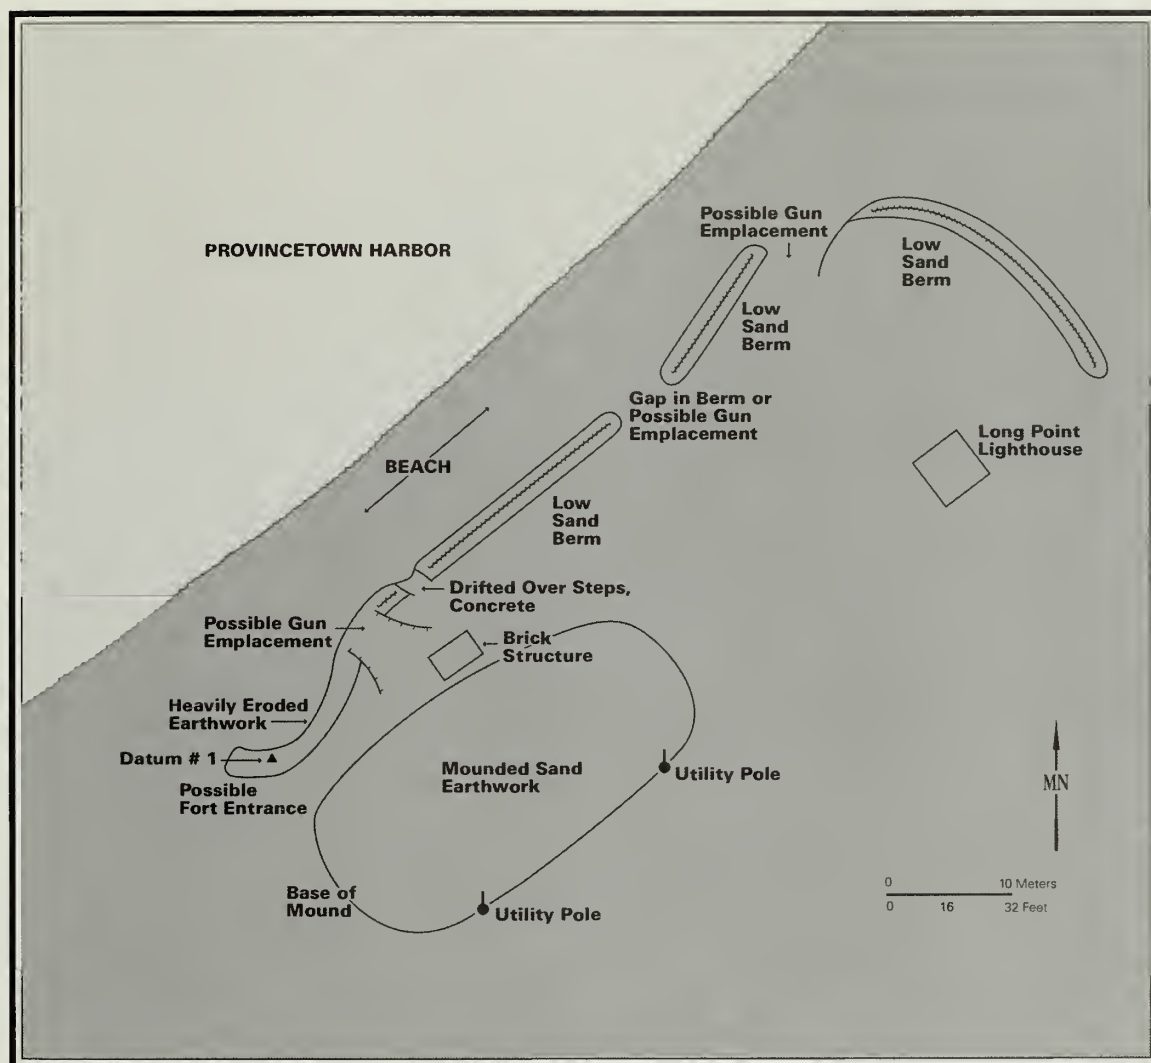 PROVINCETOWN HARBOR
Possible Gun
Emplacement
Low
Sand
Berm
Low
Sand
Berm
Gap in Berm or
Possible Gun
Emplacement
Long Point
Lighthouse
BEACH
Low
Sand
Berm
Drifted Over Steps,
Concrete
Possible Gun
Emplacement
Brick
Structure
Heavily Eroded
Earthwork
Datum # 1
Possible
Fort Entrance
Mounded Sand
Earthwork
Utility Pole
MN
Base of
Mound
Utility Pole
0 10 Meters
0 16 32 Feet